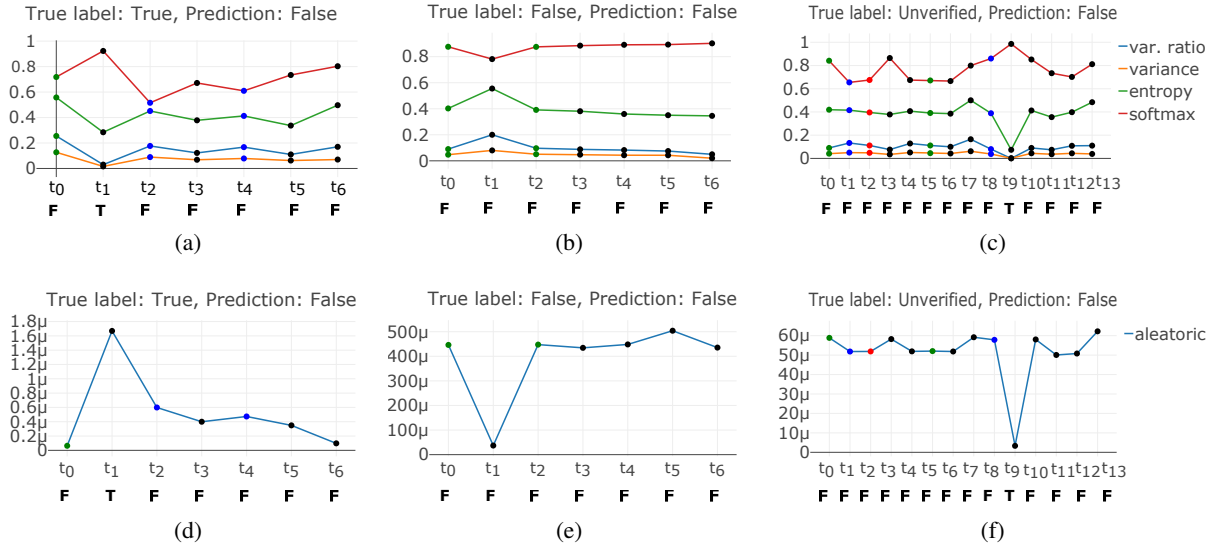 True label: True, Prediction: False
1
0.8
0.6
0.4
0.2
0
t0 t1 t2 t3 t4 t5 t6
F T F F F F F
(a)
True label: False, Prediction: False
0.8
0.6
0.4
0.2
0
t0 t1 t2 t3 t4 t5 t6
F F F F F F F
(b)
True label: Unverified, Prediction: False
1
0.8
0.6
0.4
0.2
0
t0 t1 t2 t3 t4 t5 t6 t7 t8 t9 t10 t11 t12 t13
F F F F F F F F F T F F F F
(c)
var. ratio
variance
entropy
softmax
True label: True, Prediction: False
1.8μ
1.6μ
1.4μ
1.2μ
1μ
0.8μ
0.6μ
0.4μ
0.2μ
0
t0 t1 t2 t3 t4 t5 t6
F T F F F F F
(d)
True label: False, Prediction: False
500μ
400μ
300μ
200μ
100μ
0
t0 t1 t2 t3 t4 t5 t6
F F F F F F F
(e)
True label: Unverified, Prediction: False
60μ
50μ
40μ
30μ
20μ
10μ
0
t0 t1 t2 t3 t4 t5 t6 t7 t8 t9 t10 t11 t12 t13
F F F F F F F F F T F F F F
(f)
aleatoric